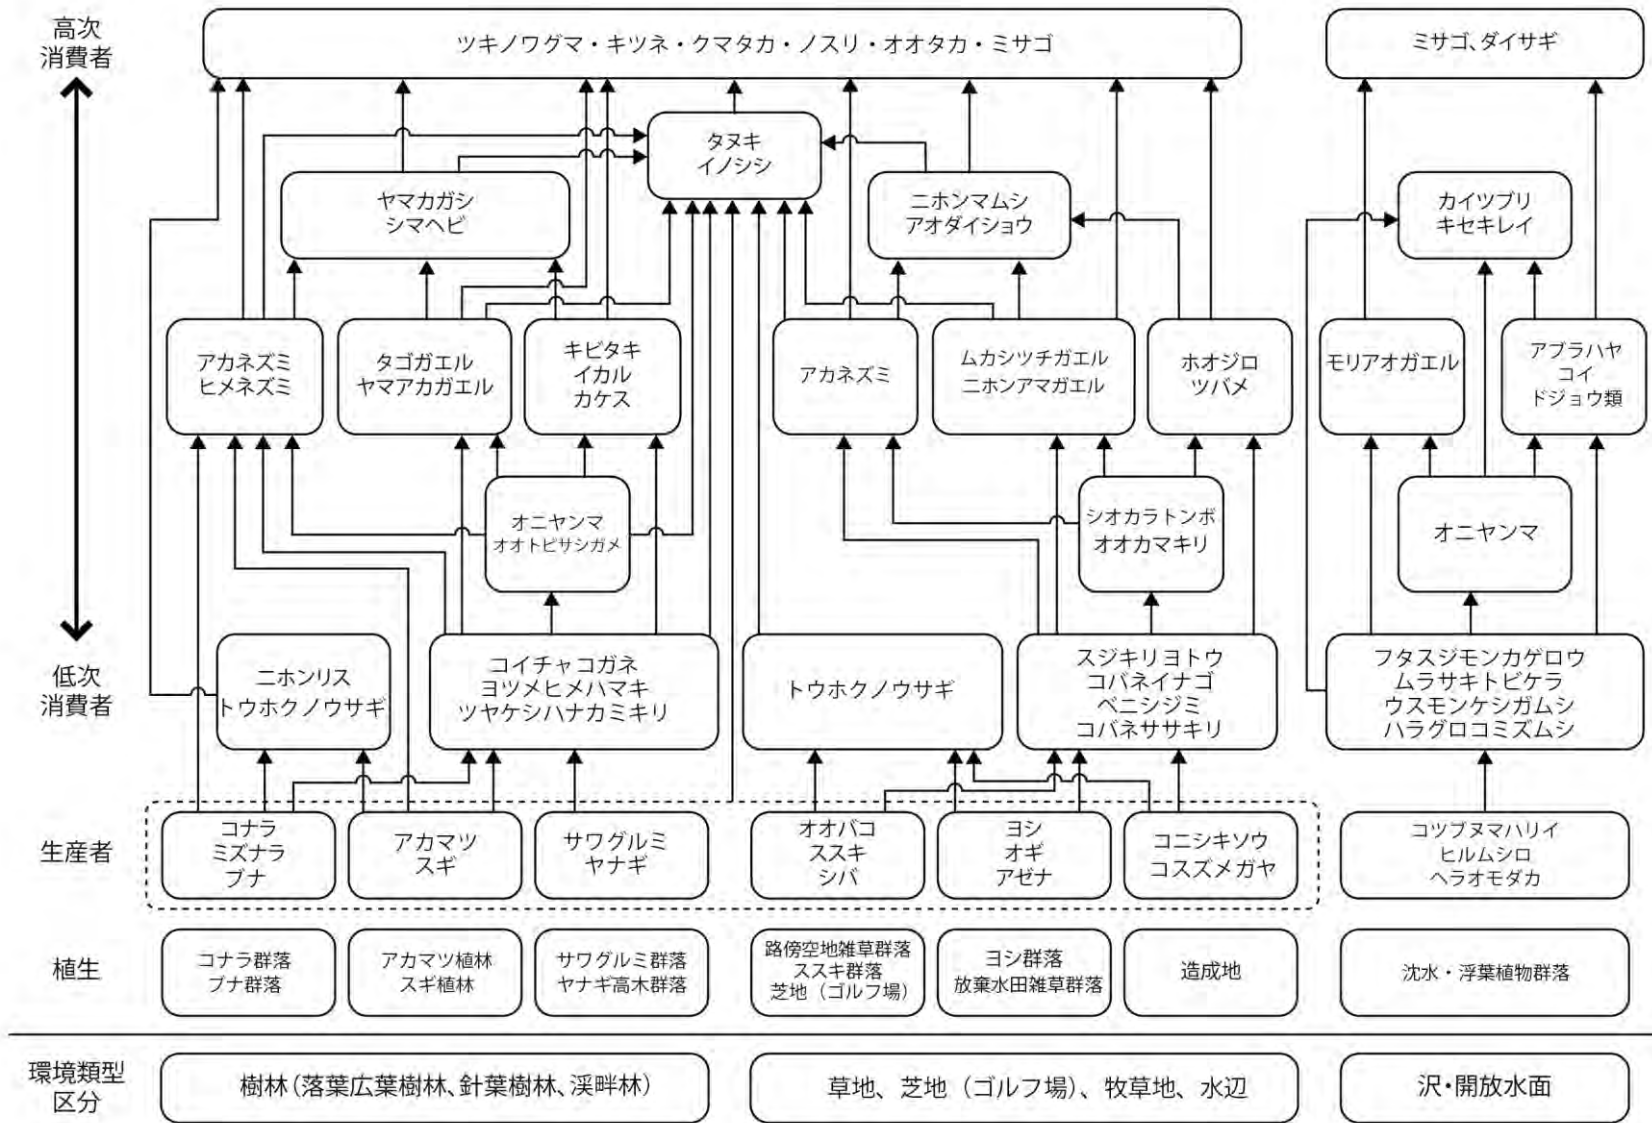 高次
消費者
ツキノワグマ・キツネ・クマタカ・ノスリ・オオタカ・ミサゴ
ミサゴ、ダイサギ
タヌキ
イノシシ
ヤマカガシ
シマヘビ
ニホンマムシ
アオダイショウ
カイツブリ
キセキレイ
アカネズミ
ヒメネズミ
タゴガエル
ヤマアカガエル
キビタキ
イカル
カケス
アカネズミ
ムカシツチガエル
ニホンアマガエル
ホオジロ
ツバメ
モリアオガエル
アブラハヤ
コイ
ドジョウ類
オニヤンマ
オオトビサシガメ
シオカラトンボ
オオカマキリ
オニヤンマ
低次
消費者
ニホンリス
トウホクノウサギ
コイチャコガネ
ヨツメヒメハマキ
ツヤケシハナカミキリ
トウホクノウサギ
スジキリヨトウ
コバネイナゴ
ベニシジミ
コバネササキリ
フタスジモンカゲロウ
ムラサキトビケラ
ウスモンケシガムシ
ハラグロコミズムシ
生産者
コナラ
ミズナラ
ブナ
アカマツ
スギ
サワグルミ
ヤナギ
オオバコ
ススキ
シバ
ヨシ
オギ
アゼナ
コニシキソウ
コスズメガヤ
コツブヌマハリイ
ヒルムシロ
ヘラオモダカ
植生
コナラ群落
ブナ群落
アカマツ植林
スギ植林
サワグルミ群落
ヤナギ高木群落
路傍空地雑草群落
ススキ群落
芝地（ゴルフ場）
ヨシ群落
放棄水田雑草群落
造成地
沈水・浮葉植物群落
環境類型
区分
樹林(落葉広葉樹林、針葉樹林、渓畔林)
草地、芝地（ゴルフ場）、牧草地、水辺
沢・開放水面